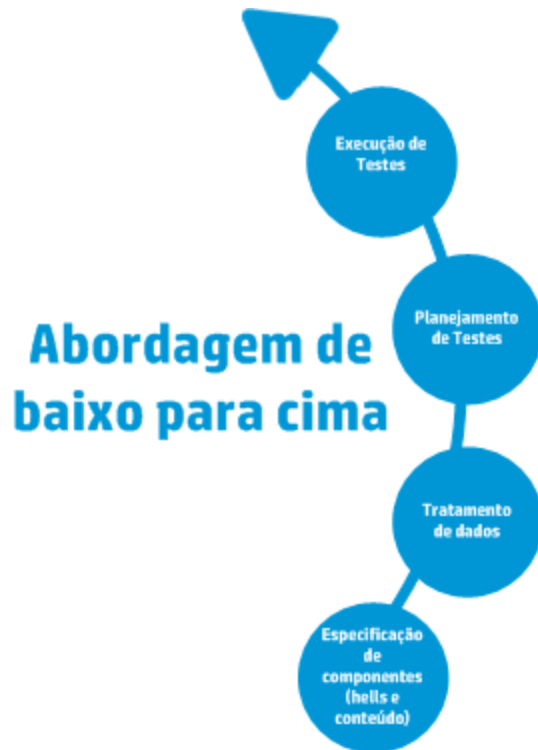 Execução de
Testes
Planejamento
de Testes
Abordagem de
baixo para cima
Tratamento
de dados
Especificação
de
componentes
(hells e
conteúdo)